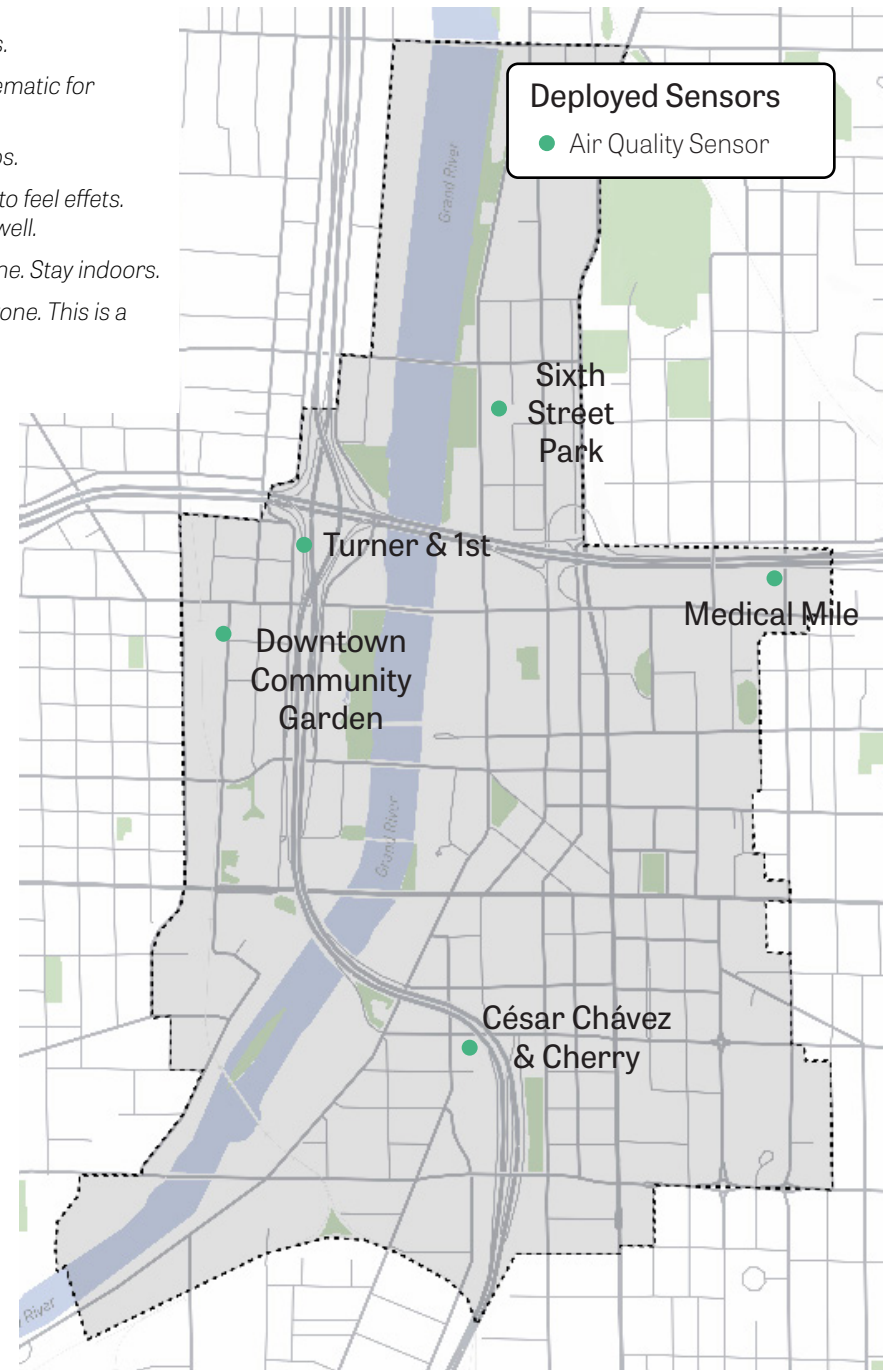 s.
ematic for
os.
to feel effets.
well.
ne. Stay indoors.
one. This is a
Deployed Sensors
Air Quality Sensor
Grand River
Sixth
Street
Park
Turner & 1st
Medical Mile
Downtown
Community
Garden
Grand River
César Chávez
& Cherry
River